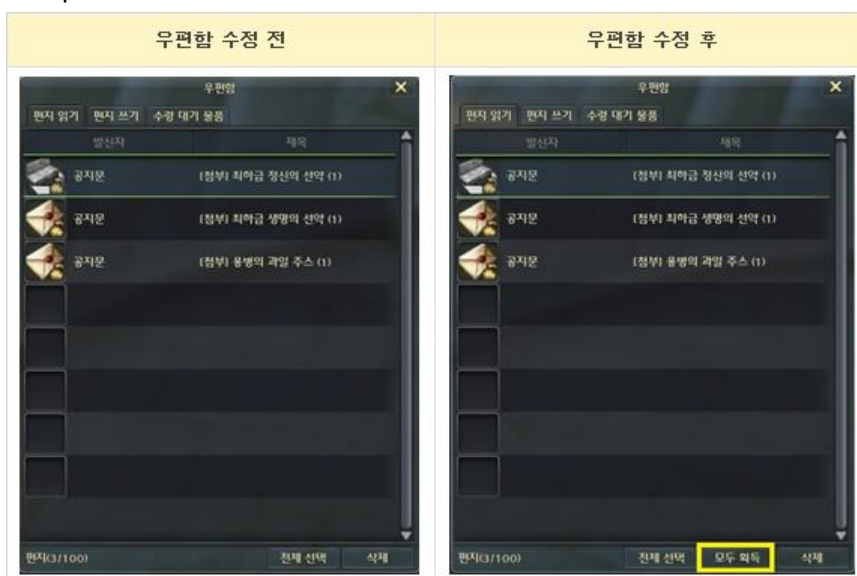 우편함 수정 전
우편함 수정 후
우편함
편지 읽기 편지 쓰기 수령 대기 물품
발신자 제목
공지문 [첨부] 최하급 정신의 선약 (1)
공지문 [첨부] 최하급 생명의 선약 (1)
공지문 [첨부] 용병의 과일 주스 (1)
편지(3/100) 전체 선택 삭제
우편함
편지 읽기 편지 쓰기 수령 대기 물품
발신자 제목
공지문 [첨부] 최하급 정신의 선약 (1)
공지문 [첨부] 최하급 생명의 선약 (1)
공지문 [첨부] 용병의 과일 주스 (1)
편지(3/100) 전체 선택 모두 획득 삭제